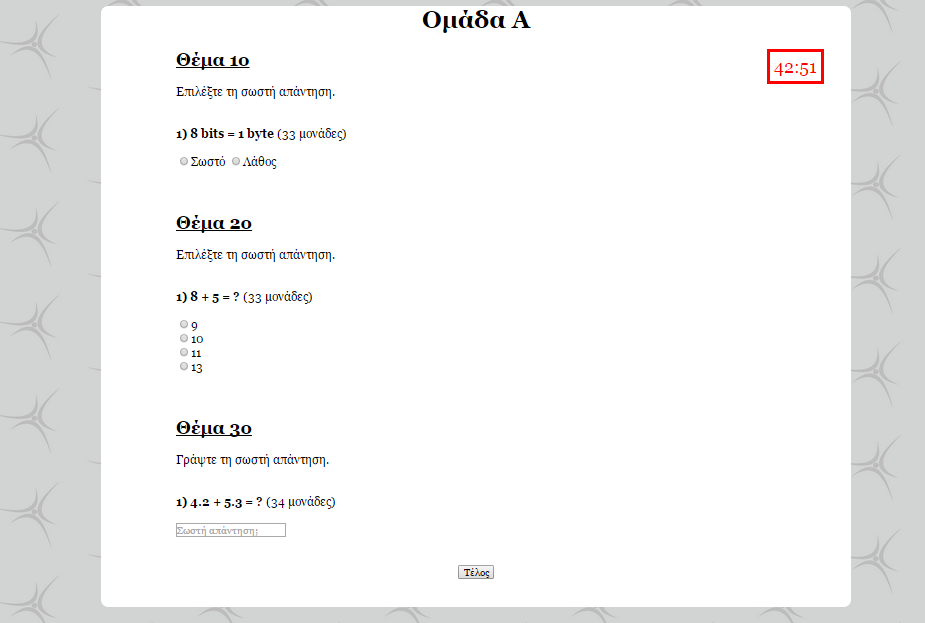 Ομάδα Α
Θέμα 1ο
42:51
Επιλέξτε τη σωστή απάντηση.
1) 8 bits = 1 byte (33 μονάδες)
Σωστό Λάθος
Θέμα 2ο
Επιλέξτε τη σωστή απάντηση.
1) 8 + 5 = ? (33 μονάδες)
9
10
11
13
Θέμα 3ο
Γράψτε τη σωστή απάντηση.
1) 4.2 + 5.3 = ? (34 μονάδες)
Σωστή απάντηση;
Τέλος